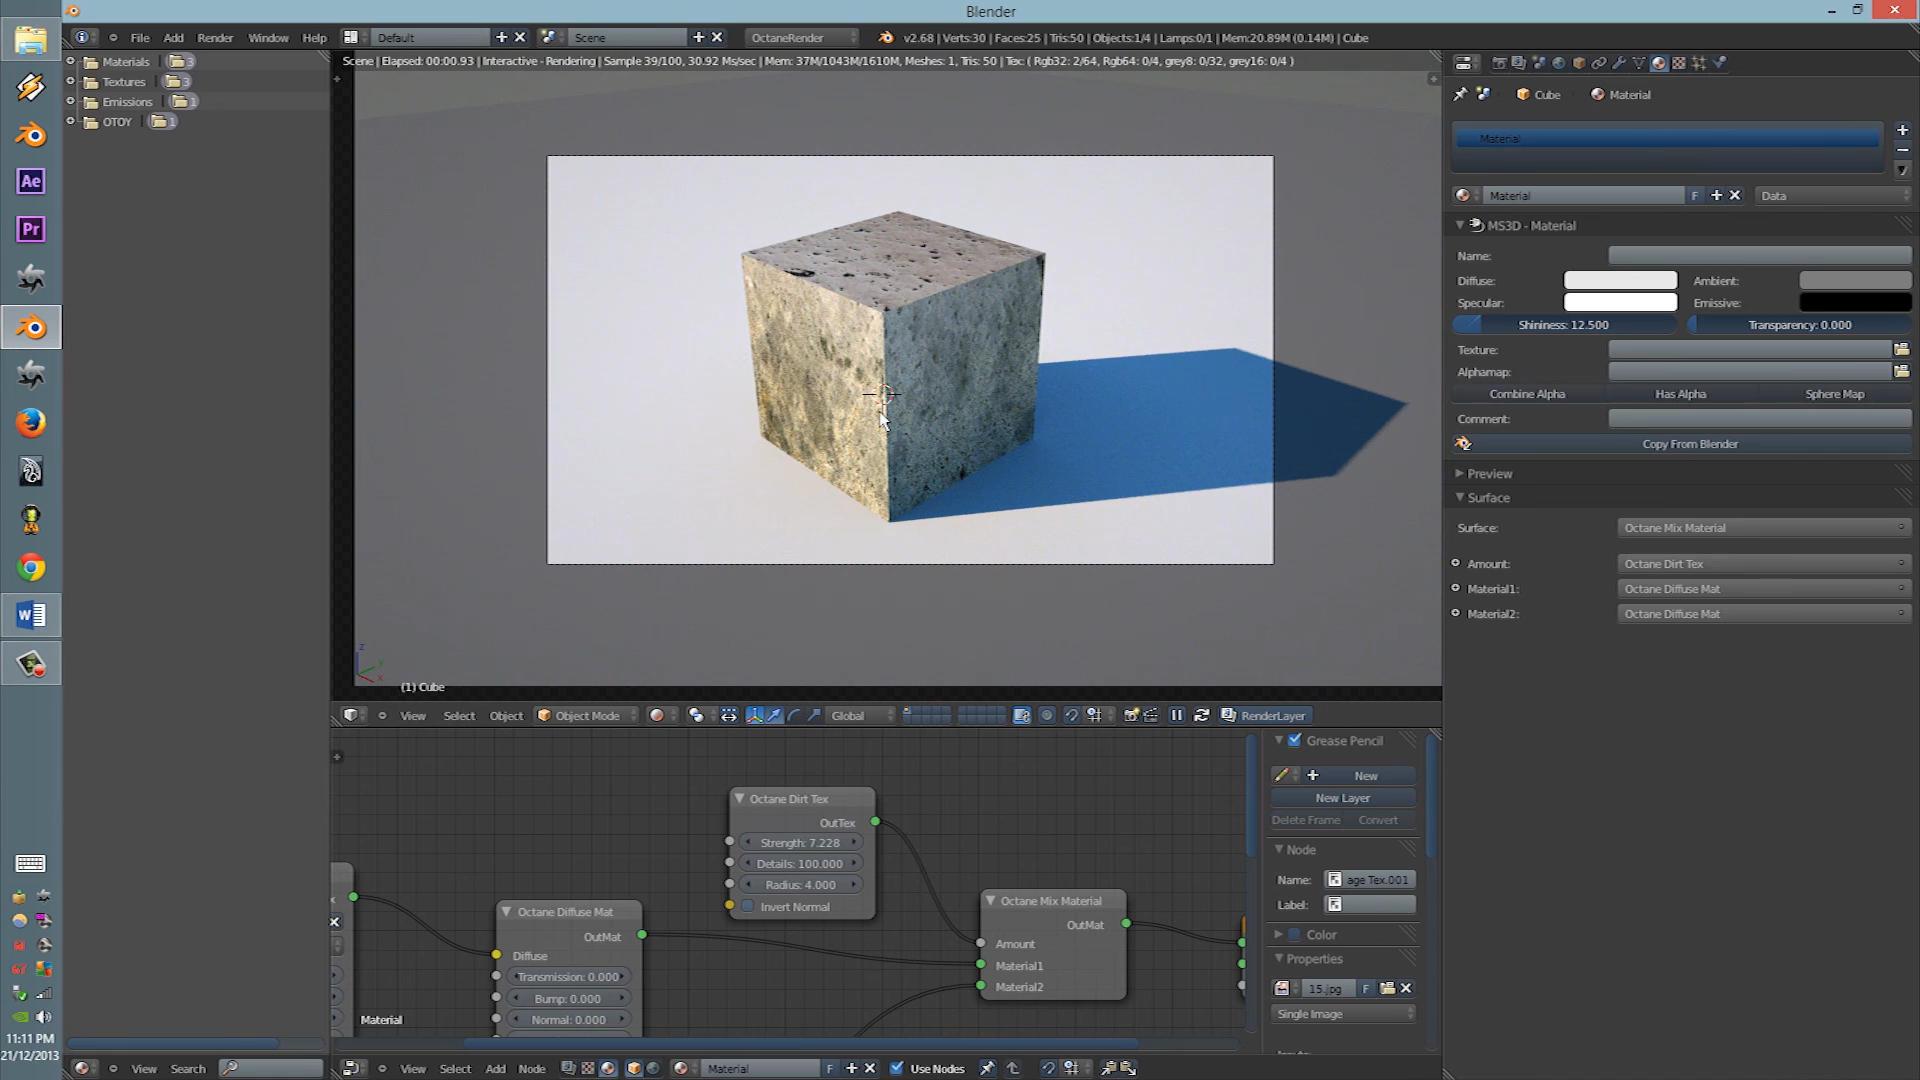 Blender
File Add Render Window Help
Default
Scene
OctaneRender
v2.68 | Verts:30 | Faces:25 | Tris:50 | Objects:1/4 | Lamps:0/1 | Mem:20.89M (0.14M) | Cube
Materials 3
Textures 3
Emissions 1
OTOY 1
Scene | Elapsed: 00:00.93 | Interactive - Rendering | Sample 39/100, 30.92 Ms/sec | Mem: 37M/1043M/1610M, Meshes: 1, Tris: 50 | Tex: ( Rgb32: 2/64, Rgb64: 0/4, grey8: 0/32, grey16: 0/4 )
Cube Material
Material
Material F Data
MS3D - Material
Name:
Diffuse: Ambient:
Specular: Emissive:
Shininess: 12.500 Transparency: 0.000
Texture:
Alphamap:
Combine Alpha Has Alpha Sphere Map
Comment:
Copy From Blender
Preview
Surface
Surface: Octane Mix Material
Amount: Octane Dirt Tex
Material1: Octane Diffuse Mat
Material2: Octane Diffuse Mat
Ae
Pr
W
z
y
x
(1) Cube
View Select Object Object Mode Global RenderLayer
Octane Dirt Tex
OutTex
Strength: 7.228
Details: 100.000
Radius: 4.000
Invert Normal
Octane Diffuse Mat
OutMat
Diffuse
Transmission: 0.000
Bump: 0.000
Normal: 0.000
Octane Mix Material
OutMat
Amount
Material1
Material2
Material
Grease Pencil
New
New Layer
Delete Frame Convert
Node
Name: age Tex.001
Label:
Color
Properties
15.jpg F
Single Image
11:11 PM
21/12/2013
View Search
View Select Add Node Material F Use Nodes